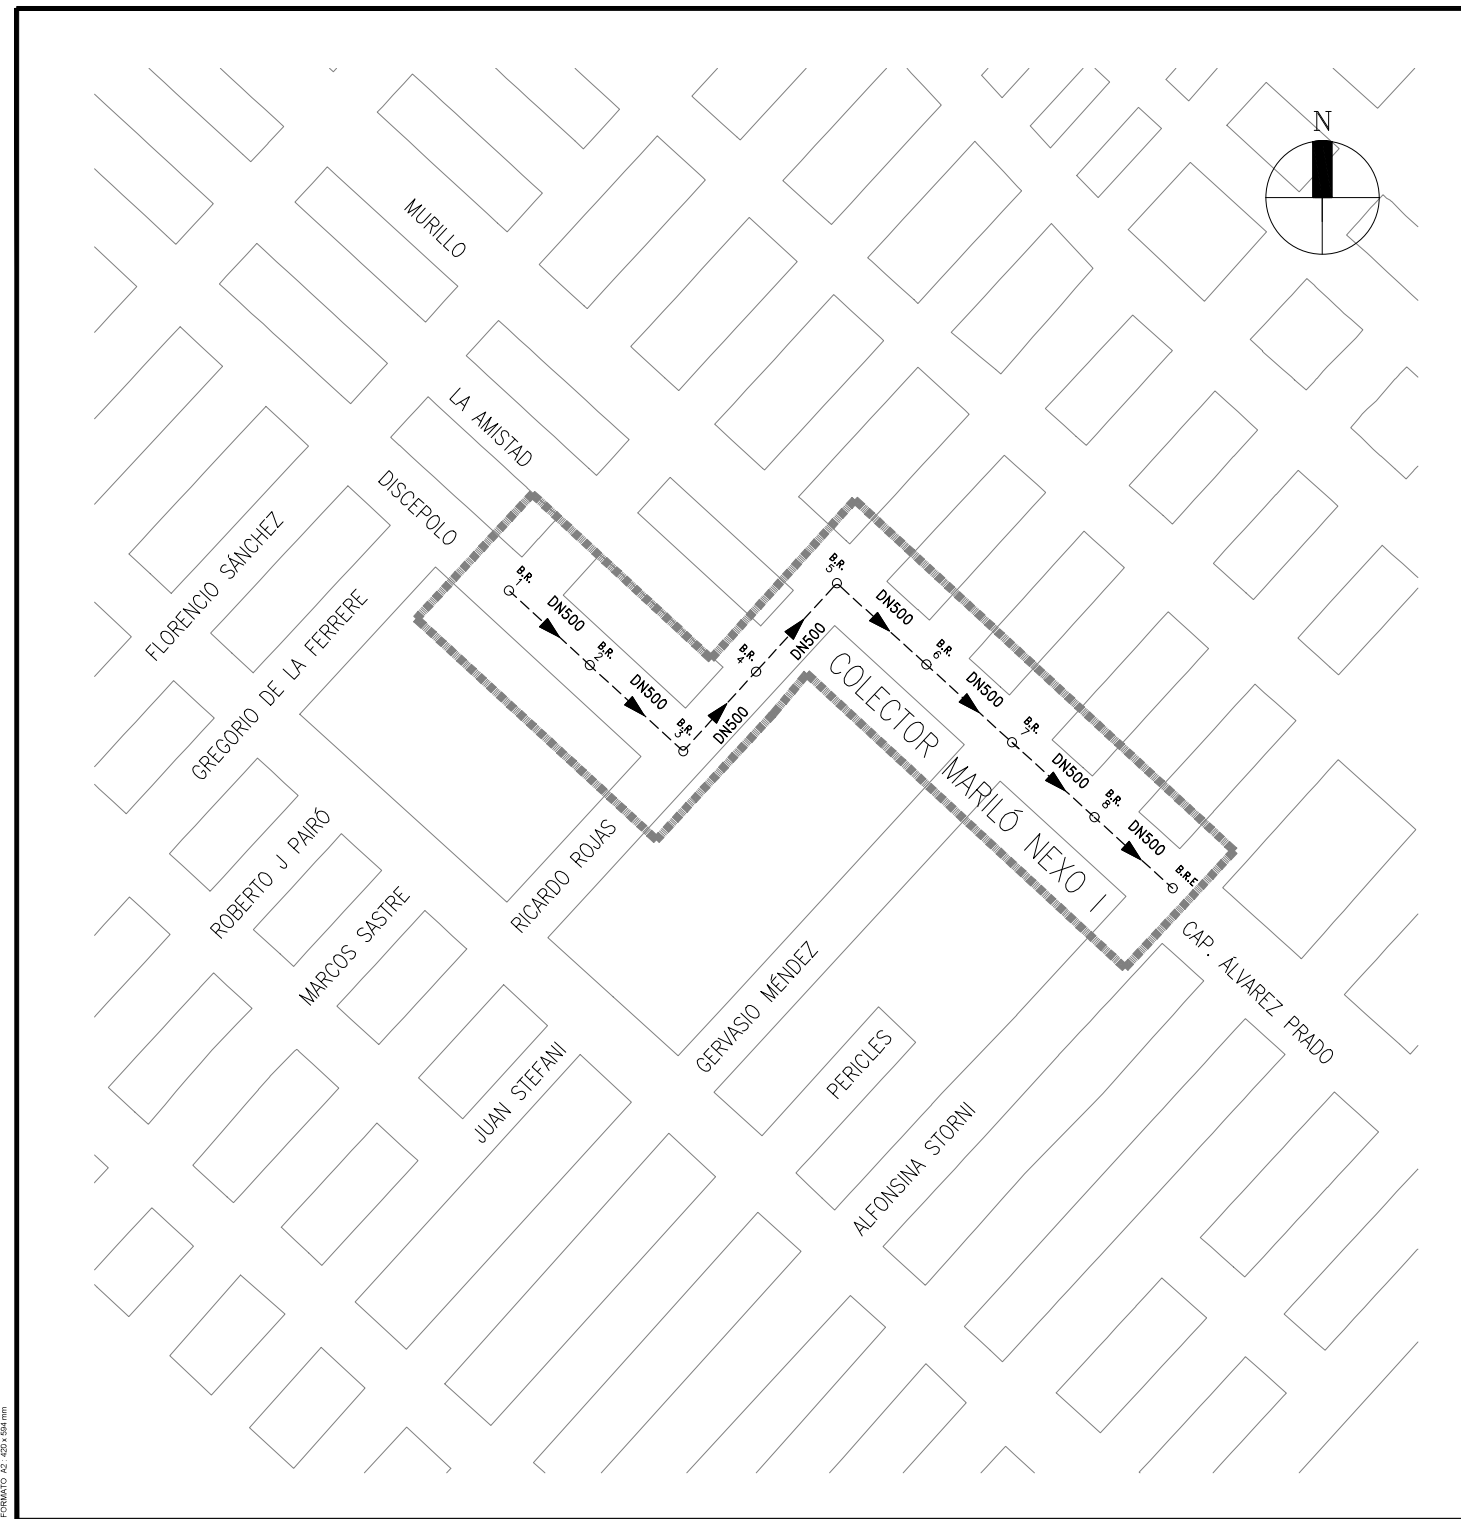 N
MURILLO
LA AMISTAD
DISCEPOLO
FLORENCIO SÁNCHEZ
GREGORIO DE LA FERRERE
ROBERTO J PAIRÓ
MARCOS SASTRE
RICARDO ROJAS
JUAN STEFANI
GERVASIO MÉNDEZ
PERICLES
ALFONSINA STORNI
CAP. ÁLVAREZ PRADO
COLECTOR MARILÓ NEXO I
B.R.
1
DN500
B.R.
2
DN500
B.R.
3
DN500
B.R.
4
DN500
B.R.
5
DN500
B.R.
6
DN500
B.R.
7
DN500
B.R.
8
DN500
B.R.E
FORMATO A2 : 420 x 594 mm